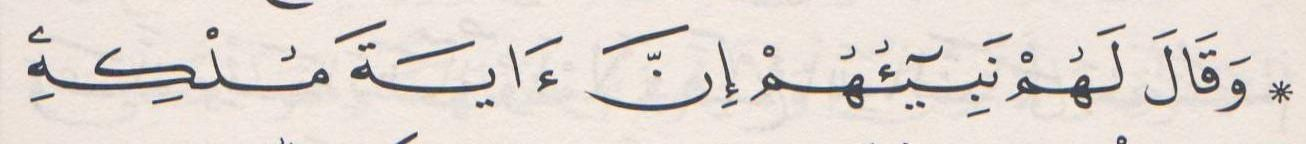 * وَقَالَ لَهُمْ نَبِيٓـُٔهُمُۥٓ إِنَّ ءَايَةَ مُلْكِهِۦٓ